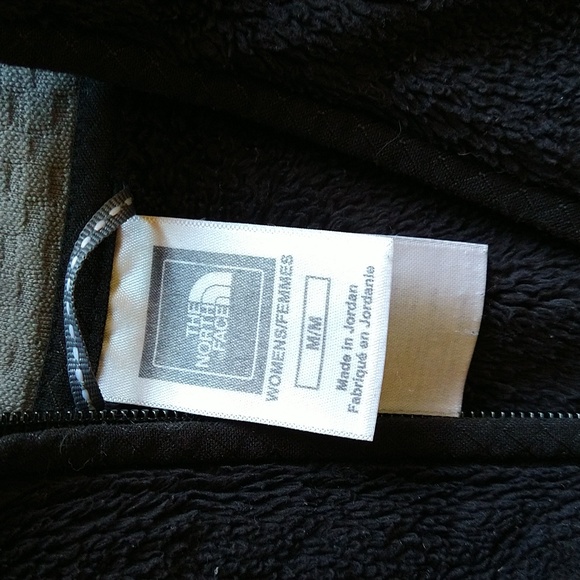 THE
NORTH
FACE
WOMENS/FEMMES
M/M
Made in Jordan
Fabriqué en Jordanie